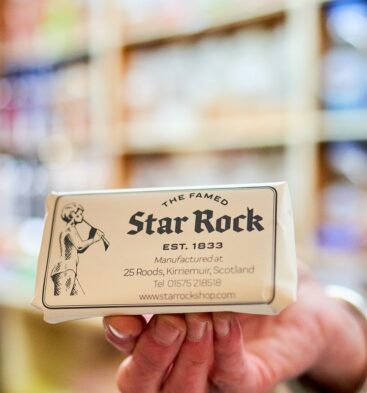 THE FAMED
Star Rock
EST. 1833
Manufactured at
25 Roods, Kirriemuir, Scotland
Tel 01575 218518
www.starrockshop.com